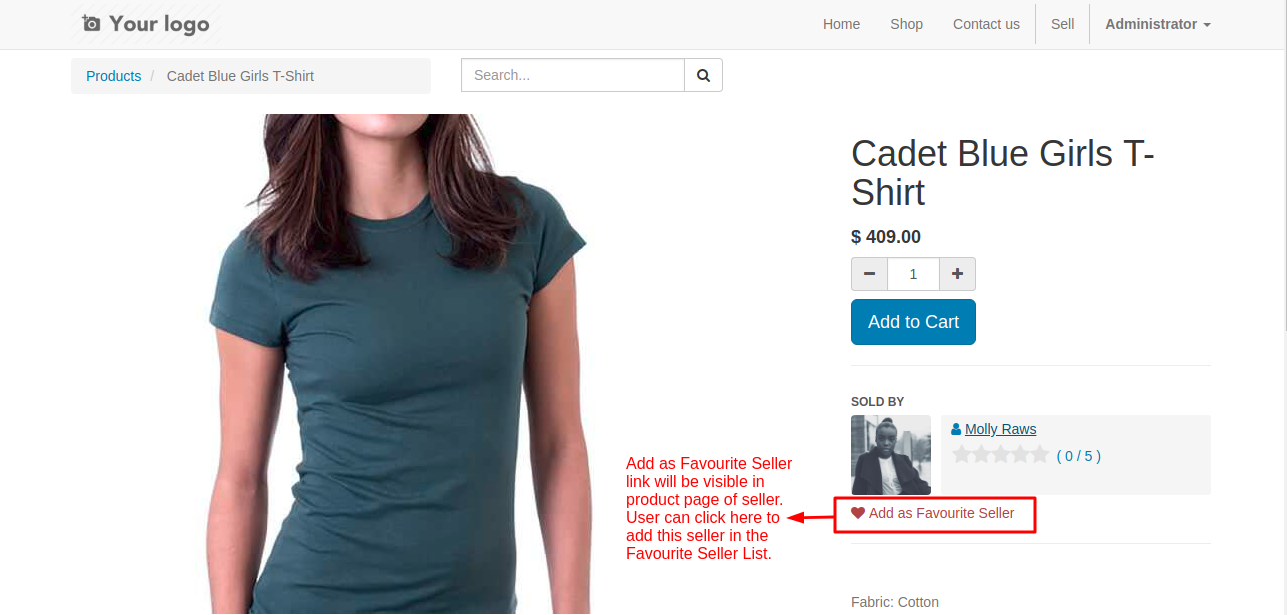 Your logo
Home
Shop
Contact us
Sell
Administrator
Products / Cadet Blue Girls T-Shirt
Search...
Cadet Blue Girls T-
Shirt
$ 409.00
1
Add to Cart
SOLD BY
Molly Raws
( 0 / 5 )
Add as Favourite Seller
Add as Favourite Seller
link will be visible in
product page of seller.
User can click here to
add this seller in the
Favourite Seller List.
Fabric: Cotton